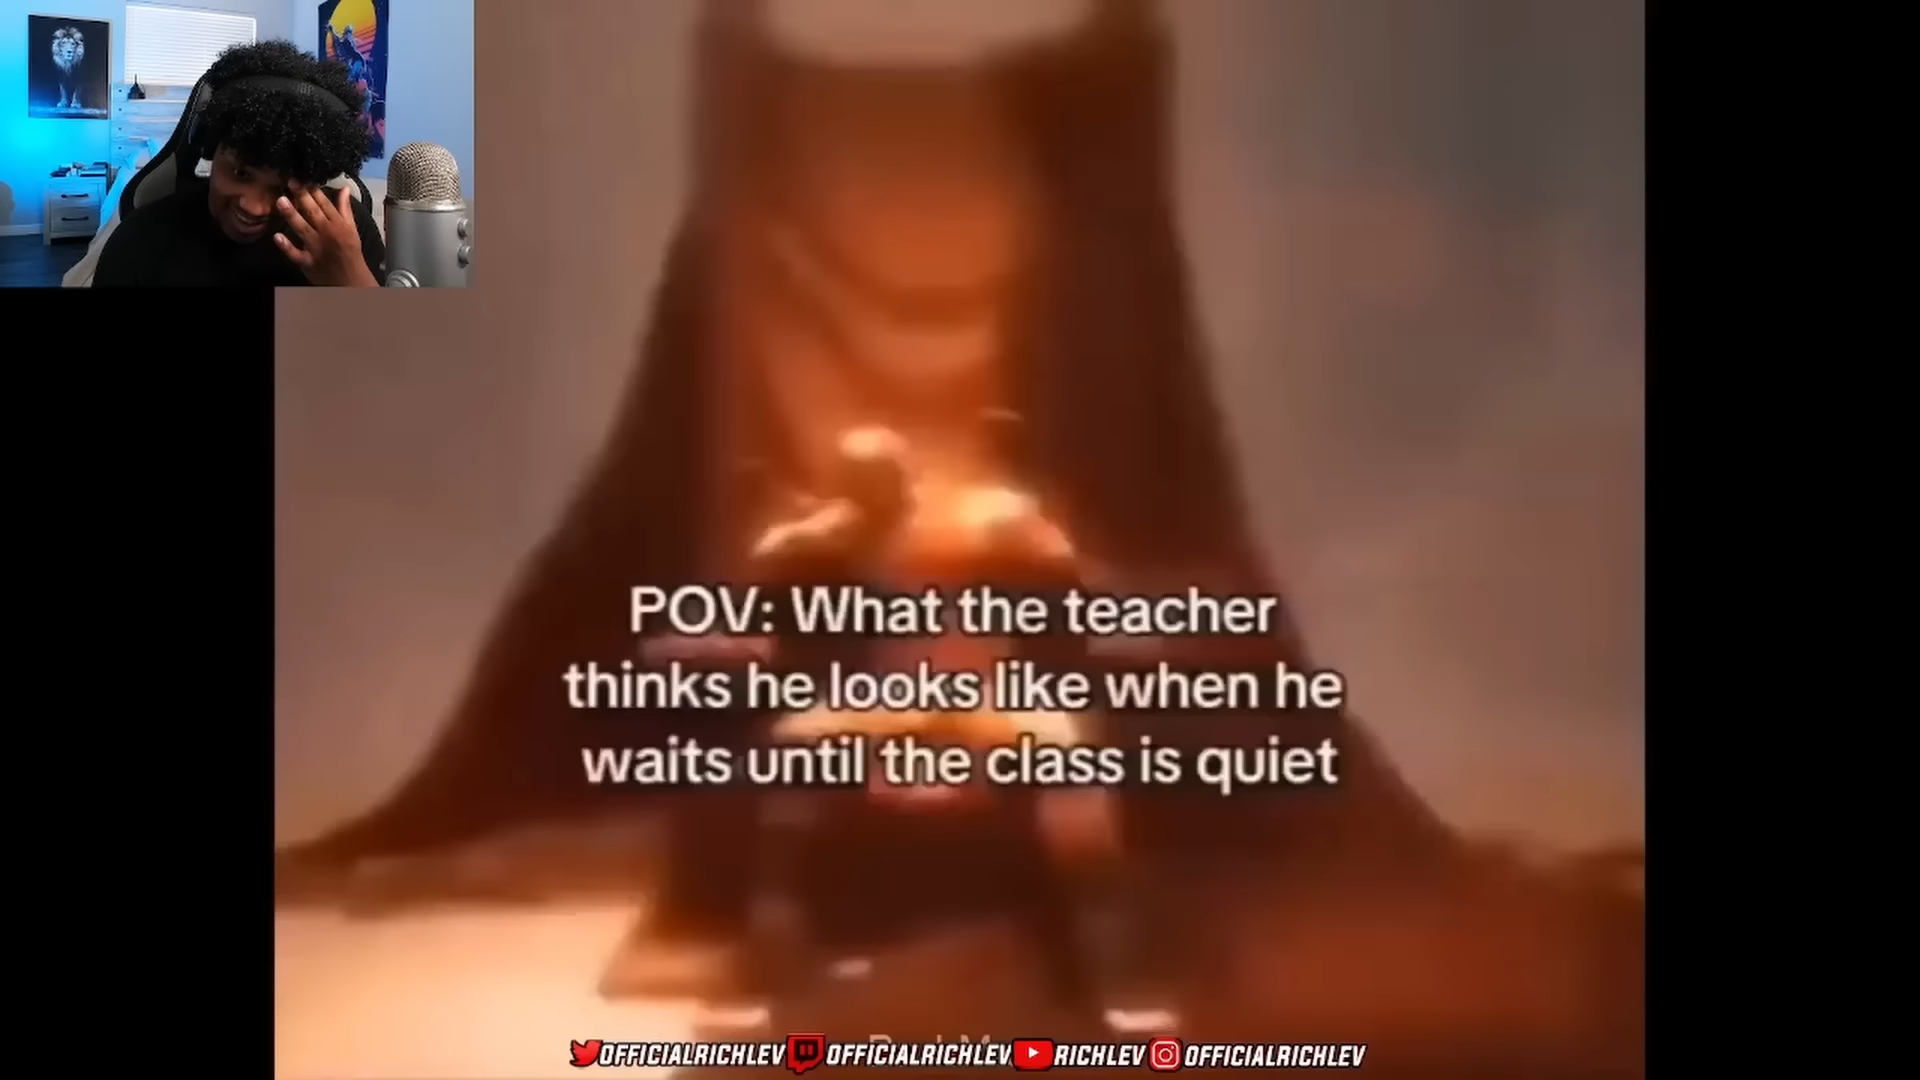 POV: What the teacher
thinks he looks like when he
waits until the class is quiet
OFFICIALRICHLEV OFFICIALRICHLEV RICHLEV OFFICIALRICHLEV